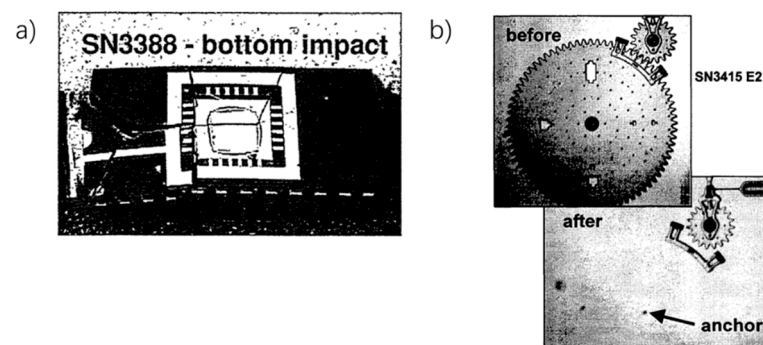 a)
SN3388 - bottom impact
b)
before
SN3415 E2
after
anchor